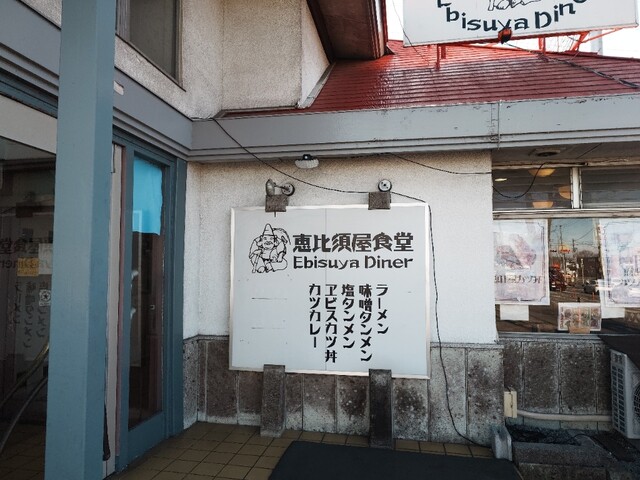 Ebisuya Diner
恵比須屋食堂
Ebisuya Diner
ラーメン
味噌タンメン
塩タンメン
ヱビスカツ丼
カツカレー